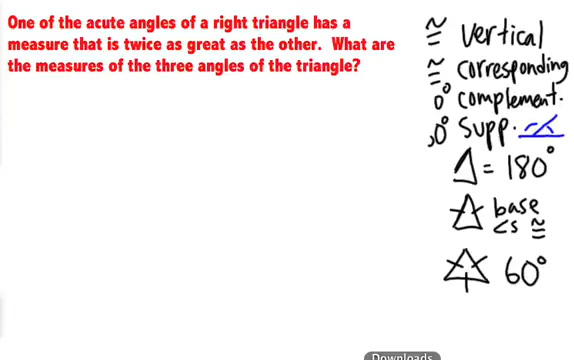 One of the acute angles of a right triangle has a
measure that is twice as great as the other. What are
the measures of the three angles of the triangle?
≅ vertical
≅ corresponding
0° complement.
0° Supp.
Δ = 180°
base
<s ≅
60°
Downloads